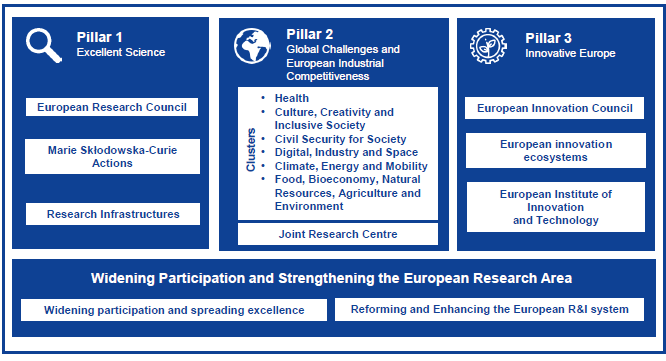 Pillar 1
Excellent Science
European Research Council
Marie Skłodowska-Curie
Actions
Research Infrastructures
Pillar 2
Global Challenges and
European Industrial
Competitiveness
Clusters
• Health
• Culture, Creativity and
Inclusive Society
• Civil Security for Society
• Digital, Industry and Space
• Climate, Energy and Mobility
• Food, Bioeconomy, Natural
Resources, Agriculture and
Environment
Joint Research Centre
Pillar 3
Innovative Europe
European Innovation Council
European innovation
ecosystems
European Institute of
Innovation
and Technology
Widening Participation and Strengthening the European Research Area
Widening participation and spreading excellence
Reforming and Enhancing the European R&I system